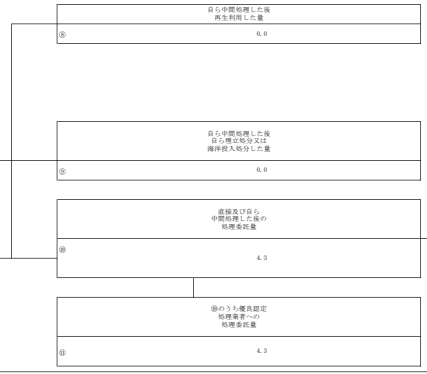 自ら中間処理した後
再生利用した量
⑧ 0.0
自ら中間処理した後
自ら埋立処分又は
海洋投入処分した量
⑨ 0.0
直接及び自ら
中間処理した後の
処理委託量
⑩
4.3
⑩のうち優良認定
処理業者への
処理委託量
⑪ 4.3